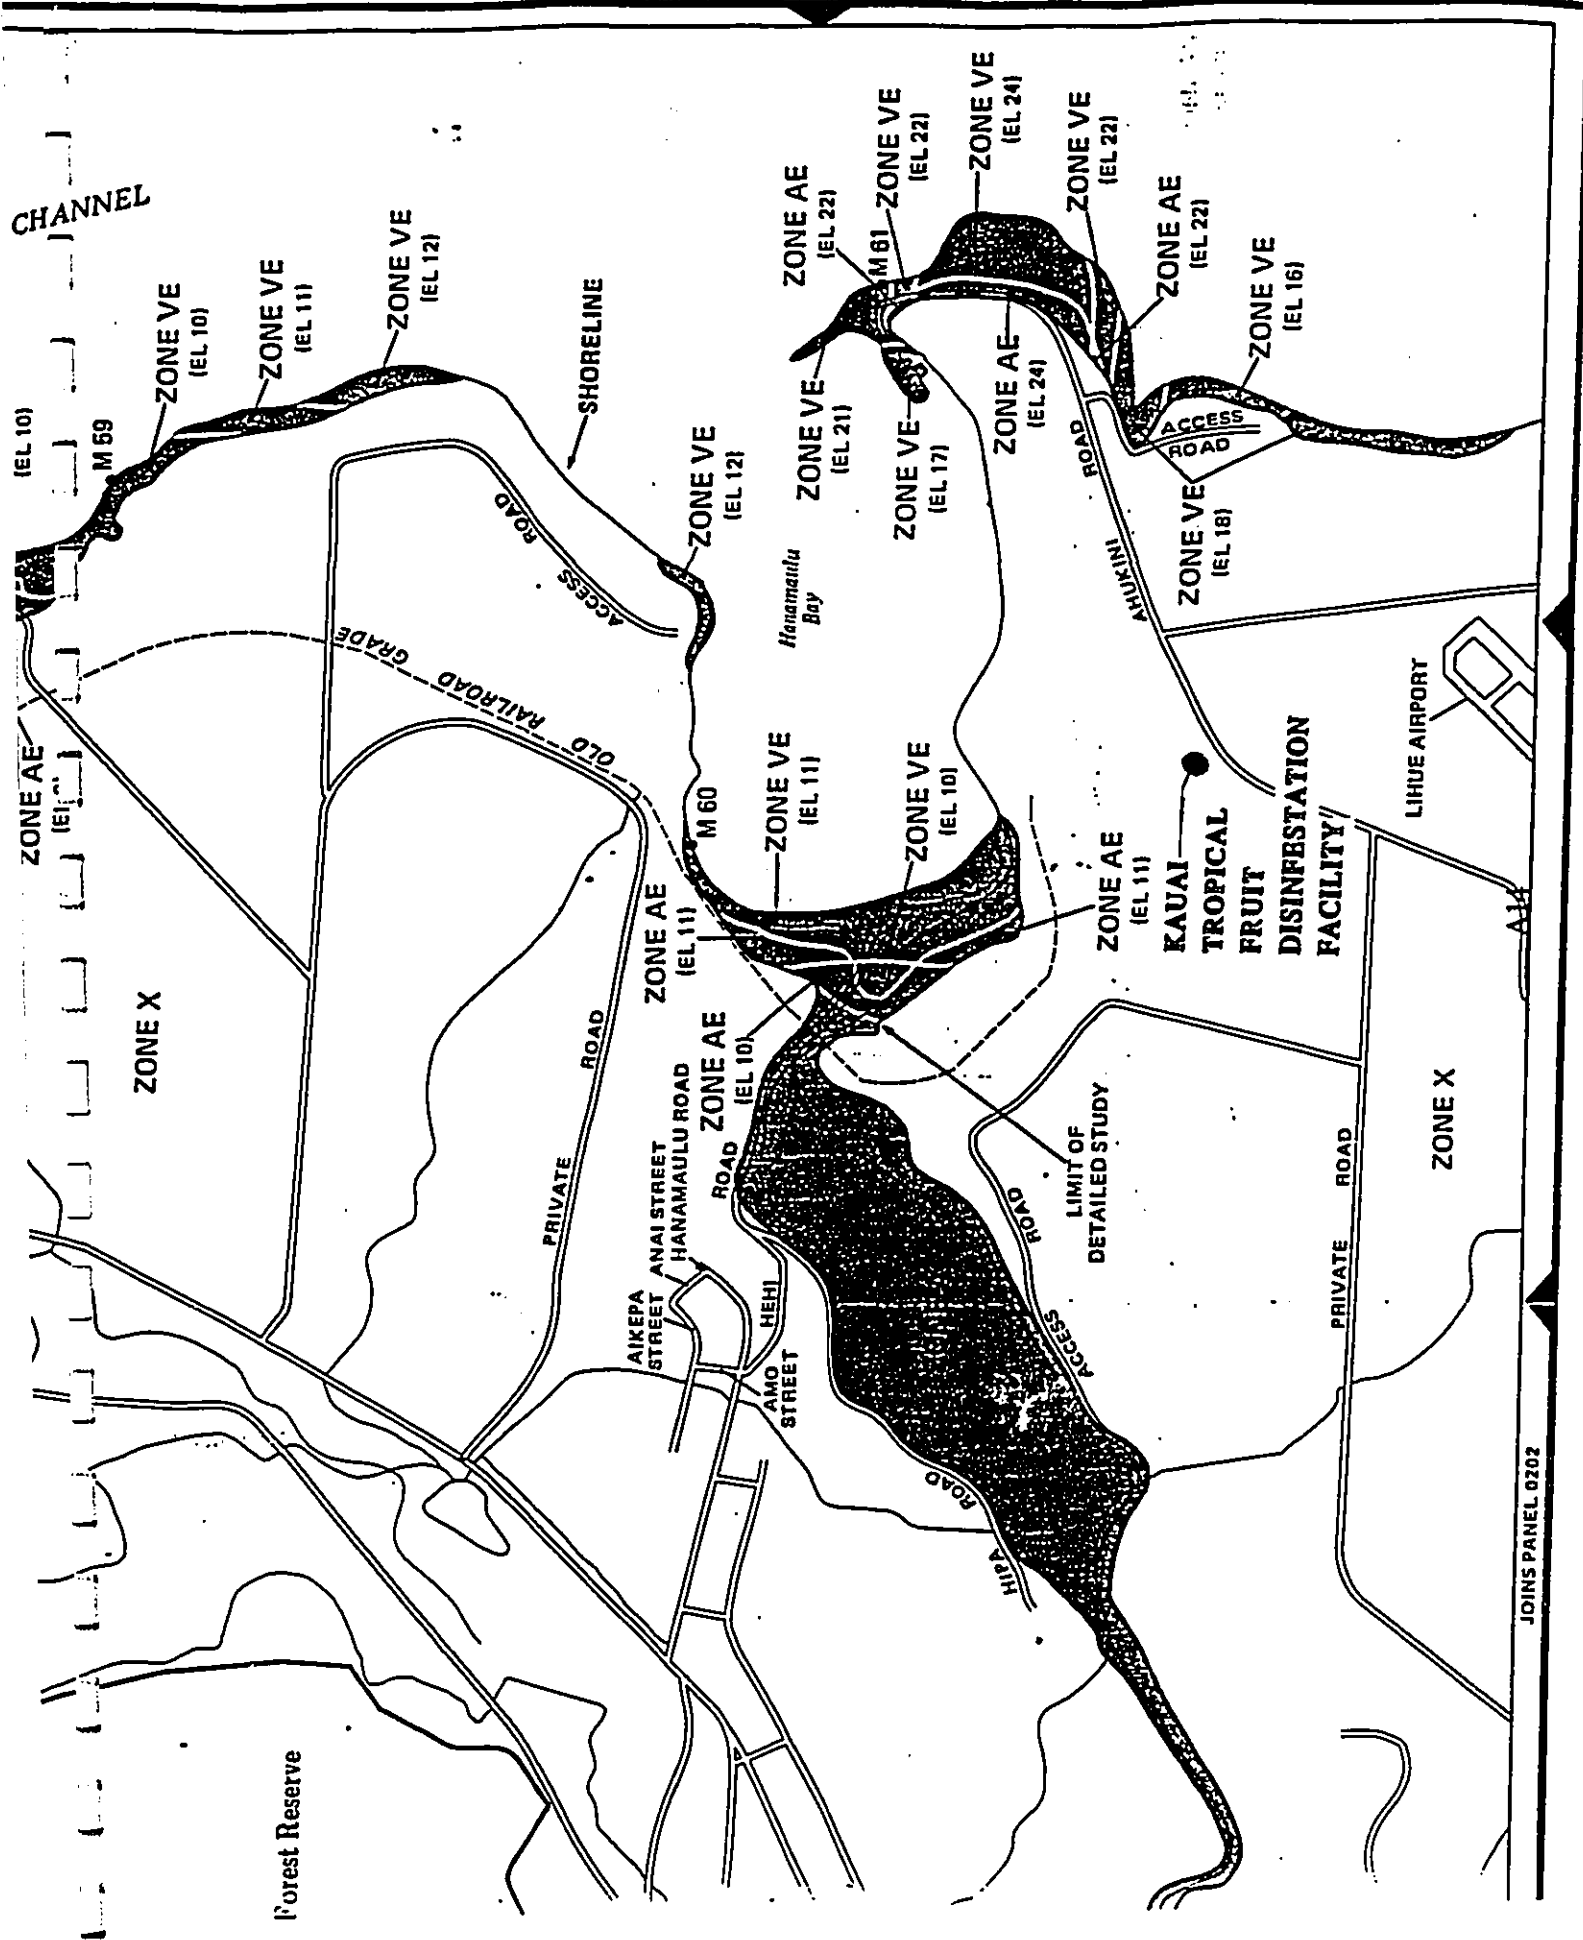 CHANNEL
(EL 10)
M 59
ZONE VE
(EL 10)
ZONE VE
(EL 11)
ZONE VE
(EL 12)
SHORELINE
ZONE VE
(EL 12)
Hanamaulu
Bay
ZONE AE
(EL 22)
M 61
ZONE VE
(EL 22)
ZONE VE
(EL 24)
ZONE VE
(EL 22)
ZONE AE
(EL 22)
ZONE VE
(EL 16)
ZONE VE
(EL 21)
ZONE VE
(EL 17)
ZONE AE
(EL 24)
ACCESS
ROAD
ZONE VE
(EL 18)
AHUKINI ROAD
ACCESS ROAD
OLD RAILROAD GRADE
ZONE AE
M 60
ZONE VE
(EL 11)
ZONE VE
(EL 10)
ZONE AE
(EL 11)
ZONE AE
(EL 11)
ZONE AE
(EL 10)
KAUAI
TROPICAL
FRUIT
DISINFESTATION
FACILITY"
LIHUE AIRPORT
ZONE X
PRIVATE ROAD
AIKEPA
STREET
ANAI STREET
HANAMAULU ROAD
HEHI ROAD
AMO
STREET
LIMIT OF
DETAILED STUDY
ACCESS ROAD
HIPA ROAD
PRIVATE ROAD
ZONE X
Forest Reserve
JOINS PANEL 0202